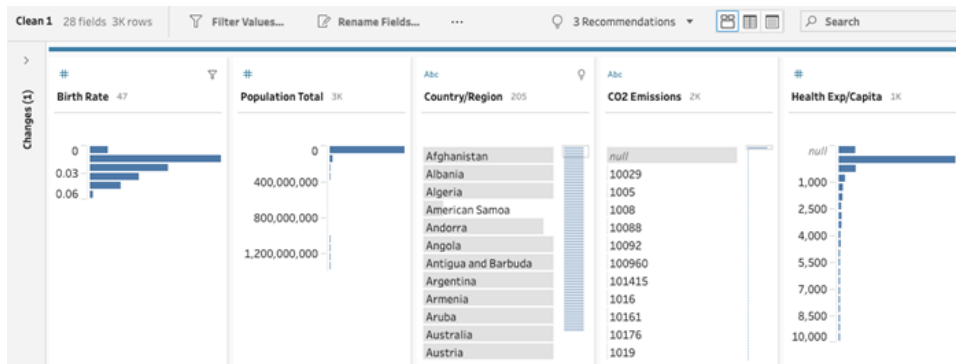 Clean 1 28 fields 3K rows Filter Values... Rename Fields... ... 3 Recommendations Search
Changes (1)
#
Birth Rate 47
0
0.03
0.06
#
Population Total 3K
0
400,000,000
800,000,000
1,200,000,000
Abc
Country/Region 205
Afghanistan
Albania
Algeria
American Samoa
Andorra
Angola
Antigua and Barbuda
Argentina
Armenia
Aruba
Australia
Austria
Abc
CO2 Emissions 2K
null
10029
1005
1008
10088
10092
100960
101415
1016
10161
10176
1019
#
Health Exp/Capita 1K
null
1,000
2,500
4,000
5,500
7,000
8,500
10,000